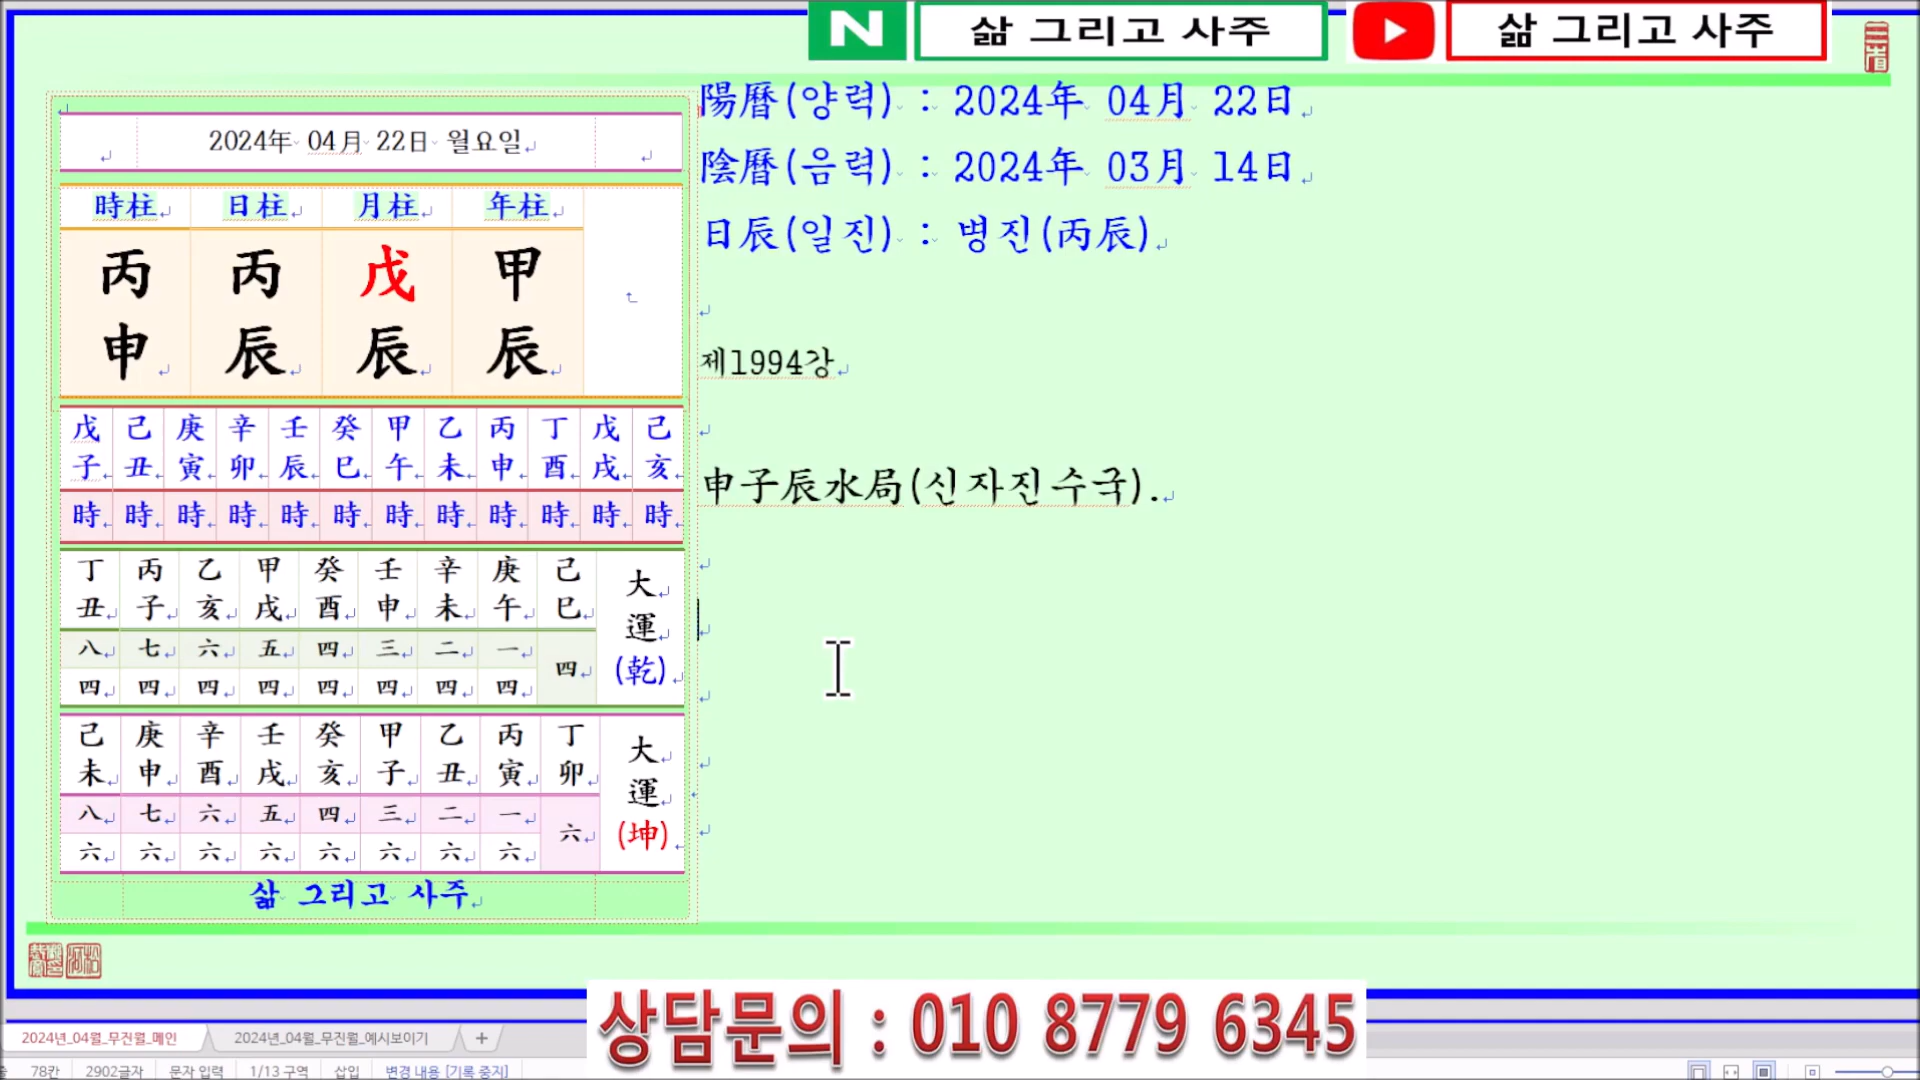 N 삶 그리고 사주 삶 그리고 사주
2024年 04月 22日 월요일
時柱 日柱 月柱 年柱
丙 丙 戊 甲
申 辰 辰 辰
戊 己 庚 辛 壬 癸 甲 乙 丙 丁 戊 己
子 丑 寅 卯 辰 巳 午 未 申 酉 戌 亥
時 時 時 時 時 時 時 時 時 時 時 時
丁 丙 乙 甲 癸 壬 辛 庚 己
丑 子 亥 戌 酉 申 未 午 巳
八 七 六 五 四 三 二 一
四 四 四 四 四 四 四 四 四
大
運
(乾)
己 庚 辛 壬 癸 甲 乙 丙 丁
未 申 酉 戌 亥 子 丑 寅 卯
八 七 六 五 四 三 二 一
六 六 六 六 六 六 六 六 六
大
運
(坤)
삶 그리고 사주
陽曆(양력) : 2024年 04月 22日
陰曆(음력) : 2024年 03月 14日
日辰(일진) : 병진(丙辰)
제1994강
申子辰水局(신자진수국).
상담문의 : 010 8779 6345
2024년_04월_무진월_메인 2024년_04월_무진월_예시보이기 +
78칸 2902글자 문자 입력 1/13 구역 삽입 변경 내용 [기록 중지]